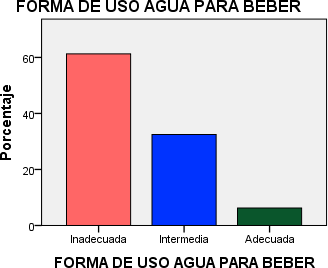 FORMA DE USO AGUA PARA BEBER
Porcentaje
60
40
20
0
Inadecuada Intermedia Adecuada
FORMA DE USO AGUA PARA BEBER